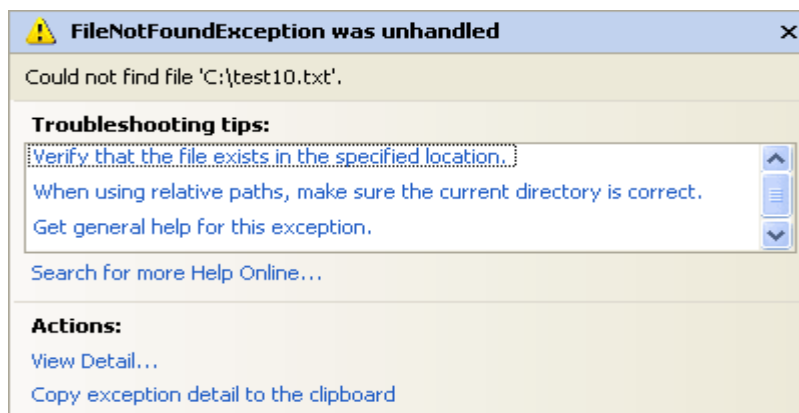 FileNotFoundException was unhandled
Could not find file 'C:\test10.txt'.
Troubleshooting tips:
Verify that the file exists in the specified location.
When using relative paths, make sure the current directory is correct.
Get general help for this exception.
Search for more Help Online...
Actions:
View Detail...
Copy exception detail to the clipboard